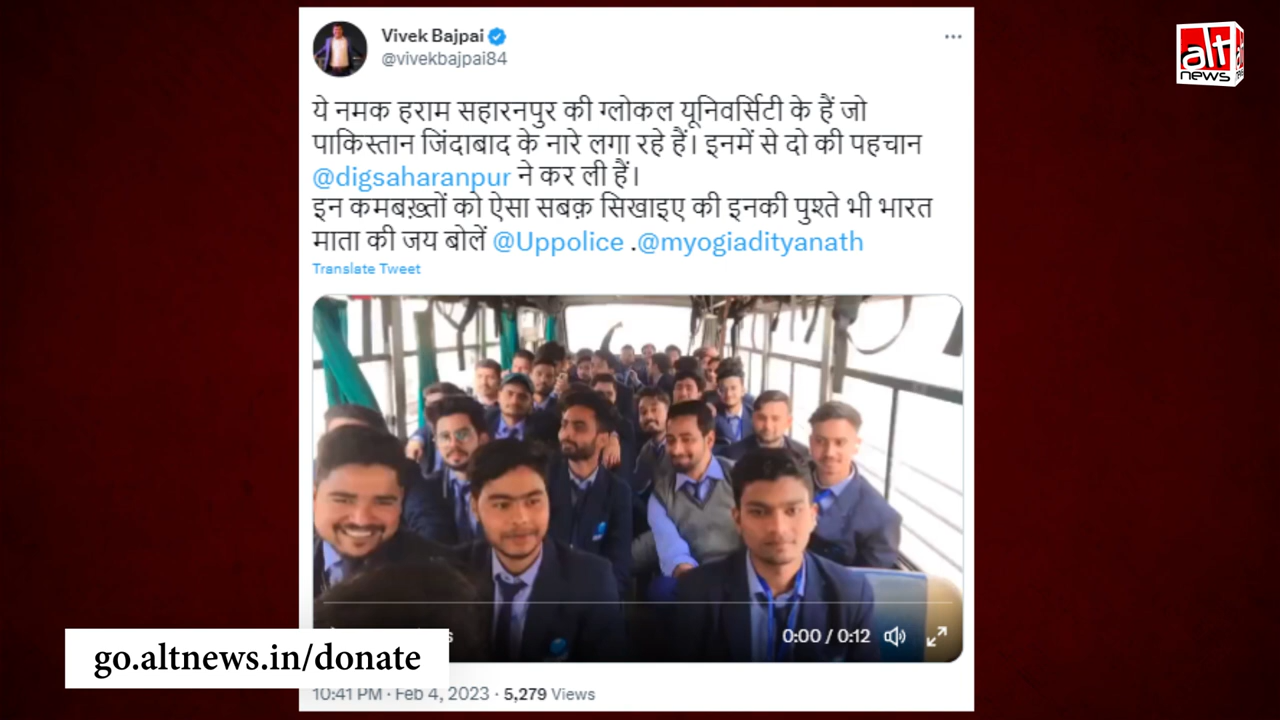 Vivek Bajpai
@vivekbajpai84
alt
news
ये नमक हराम सहारनपुर की ग्लोकल यूनिवर्सिटी के हैं जो
पाकिस्तान जिंदाबाद के नारे लगा रहे हैं। इनमें से दो की पहचान
@digsaharanpur ने कर ली हैं।
इन कमबख़्तों को ऐसा सबक़ सिखाइए की इनकी पुश्ते भी भारत
माता की जय बोलें @Uppolice .@myogiadityanath
Translate Tweet
0:00 / 0:12
go.altnews.in/donate
10:41 PM · Feb 4, 2023 · 5,279 Views